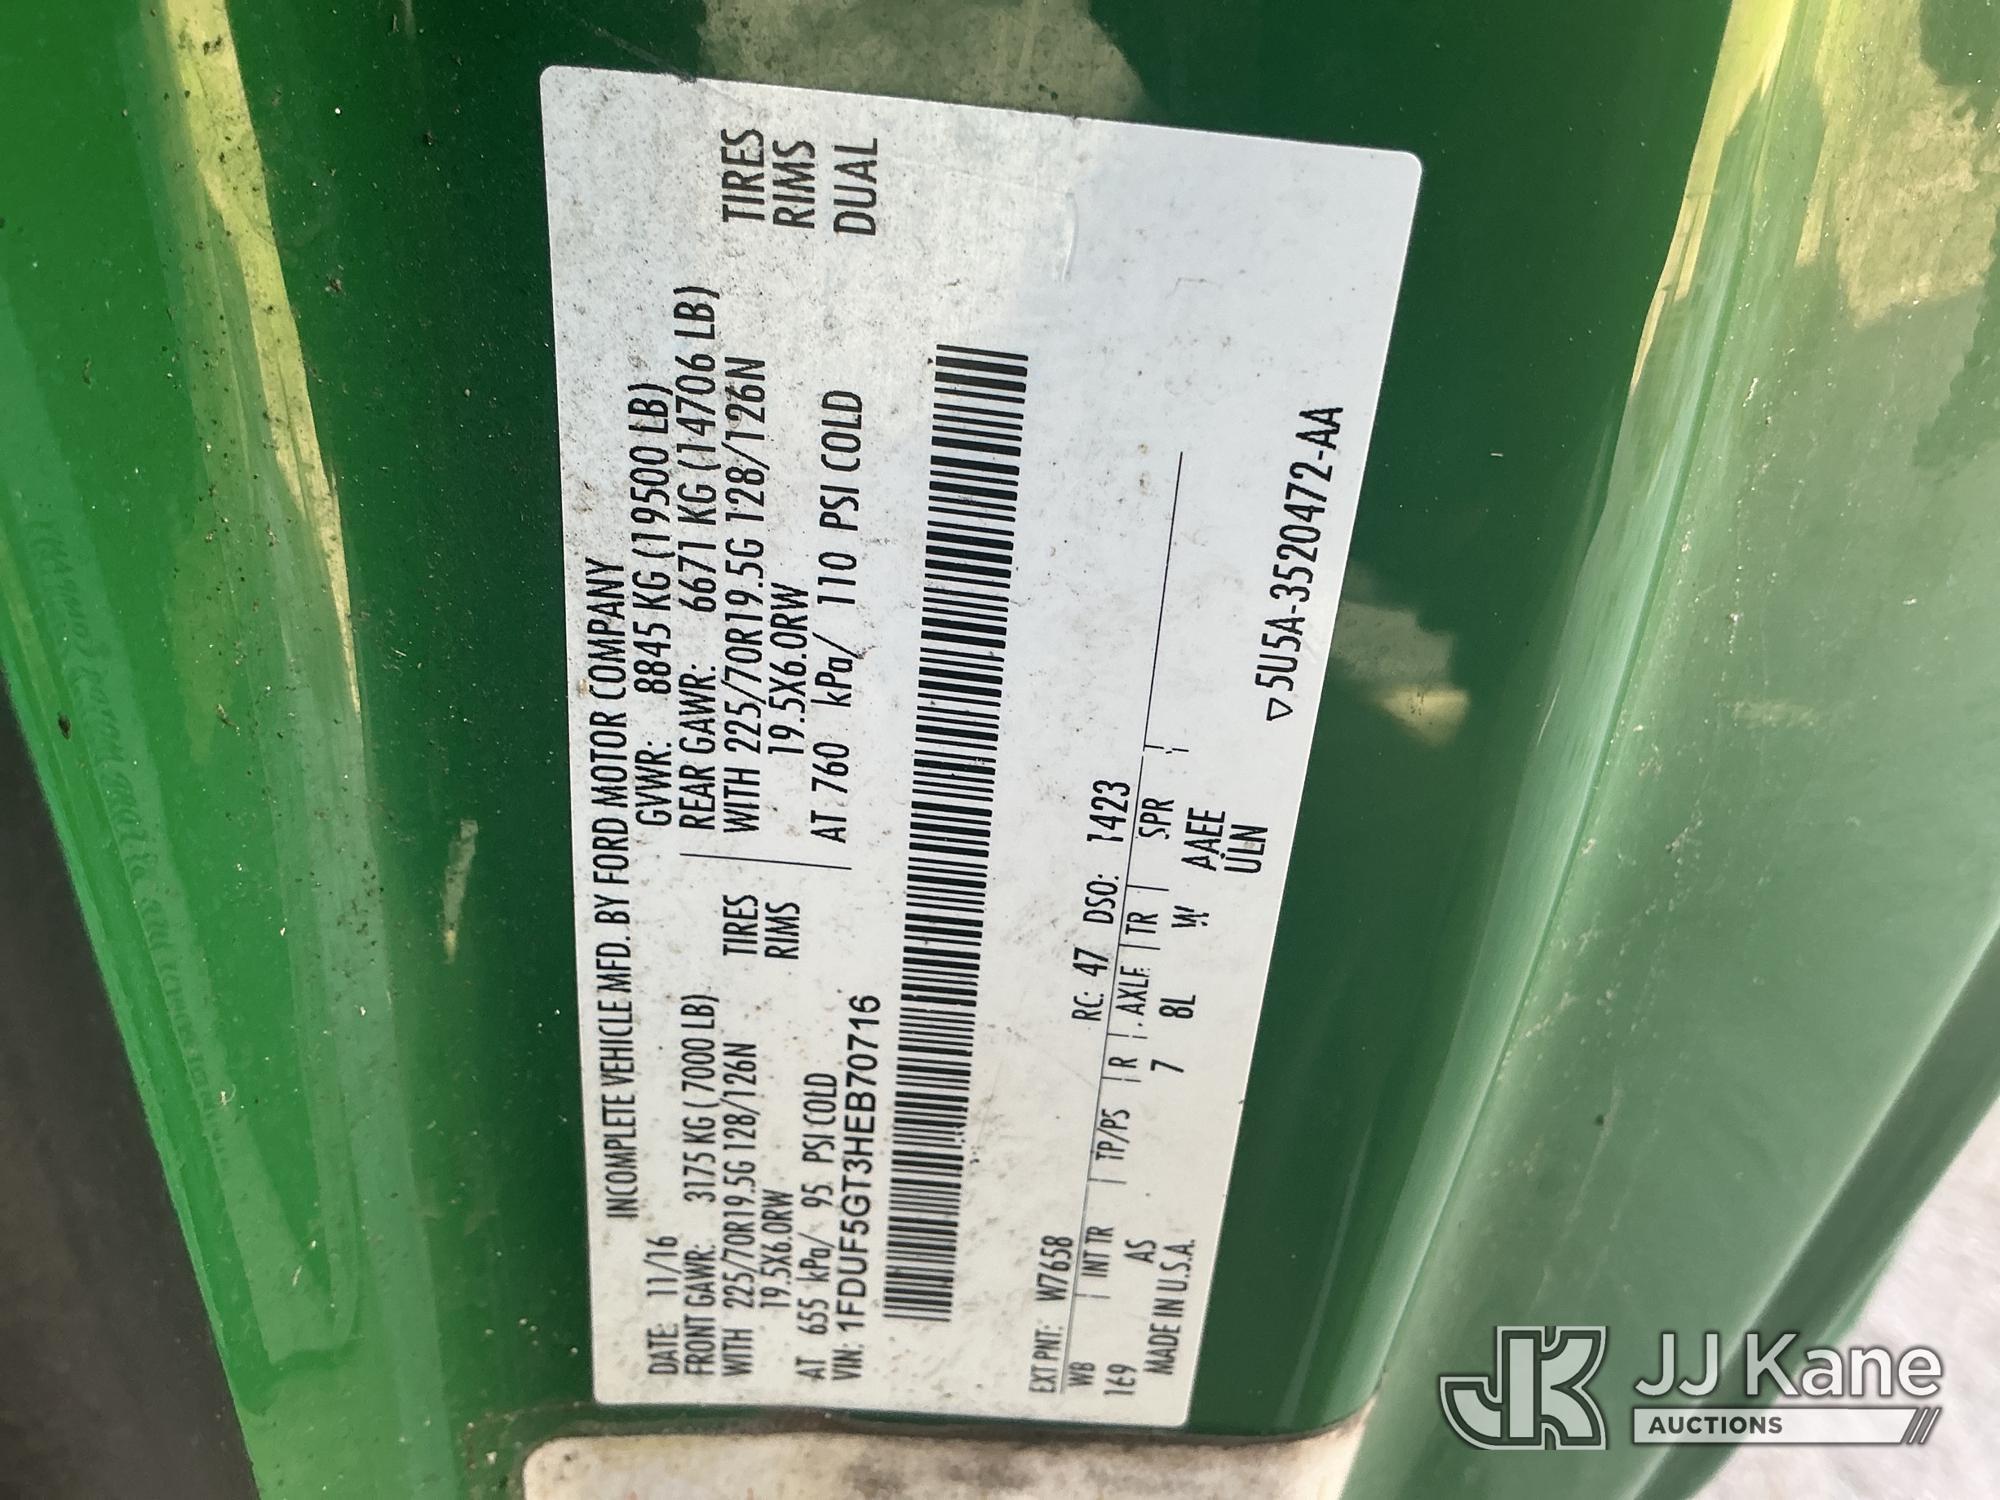 INCOMPLETE VEHICLE MFD. BY FORD MOTOR COMPANY
DATE: 11/16 GVWR: 8845 KG (19500 LB)
FRONT GAWR: 3175 KG (7000 LB) REAR GAWR: 6671 KG (14706 LB)
WITH 225/70R19.5G 128/126N TIRES WITH 225/70R19.5G 128/126N TIRES
19.5X6.0RW RIMS 19.5X6.0RW RIMS
AT 655 kPa/ 95 PSI COLD AT 760 kPa/ 110 PSI COLD DUAL
VIN: 1FDUF5GT3HEB70716
EXT PNT: W7658 RC: 47 DSO: 1423
WB INT TR TP/PS R AXLE TR SPR
169 AS 7 8L W AAEE
MADE IN U.S.A. ULN
▽5U5A-3520472-AA
JK JJ Kane
AUCTIONS